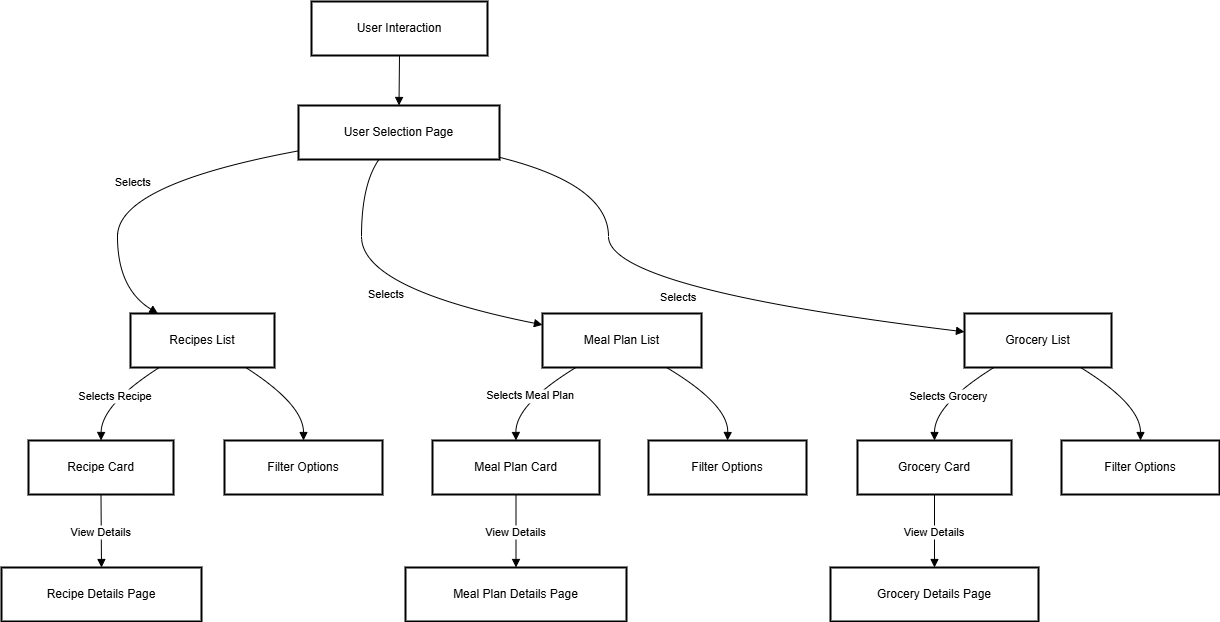 User Interaction
User Selection Page
Selects
Selects
Selects
Recipes List
Meal Plan List
Grocery List
Selects Recipe
Selects Meal Plan
Selects Grocery
Recipe Card
Filter Options
Meal Plan Card
Filter Options
Grocery Card
Filter Options
View Details
View Details
View Details
Recipe Details Page
Meal Plan Details Page
Grocery Details Page